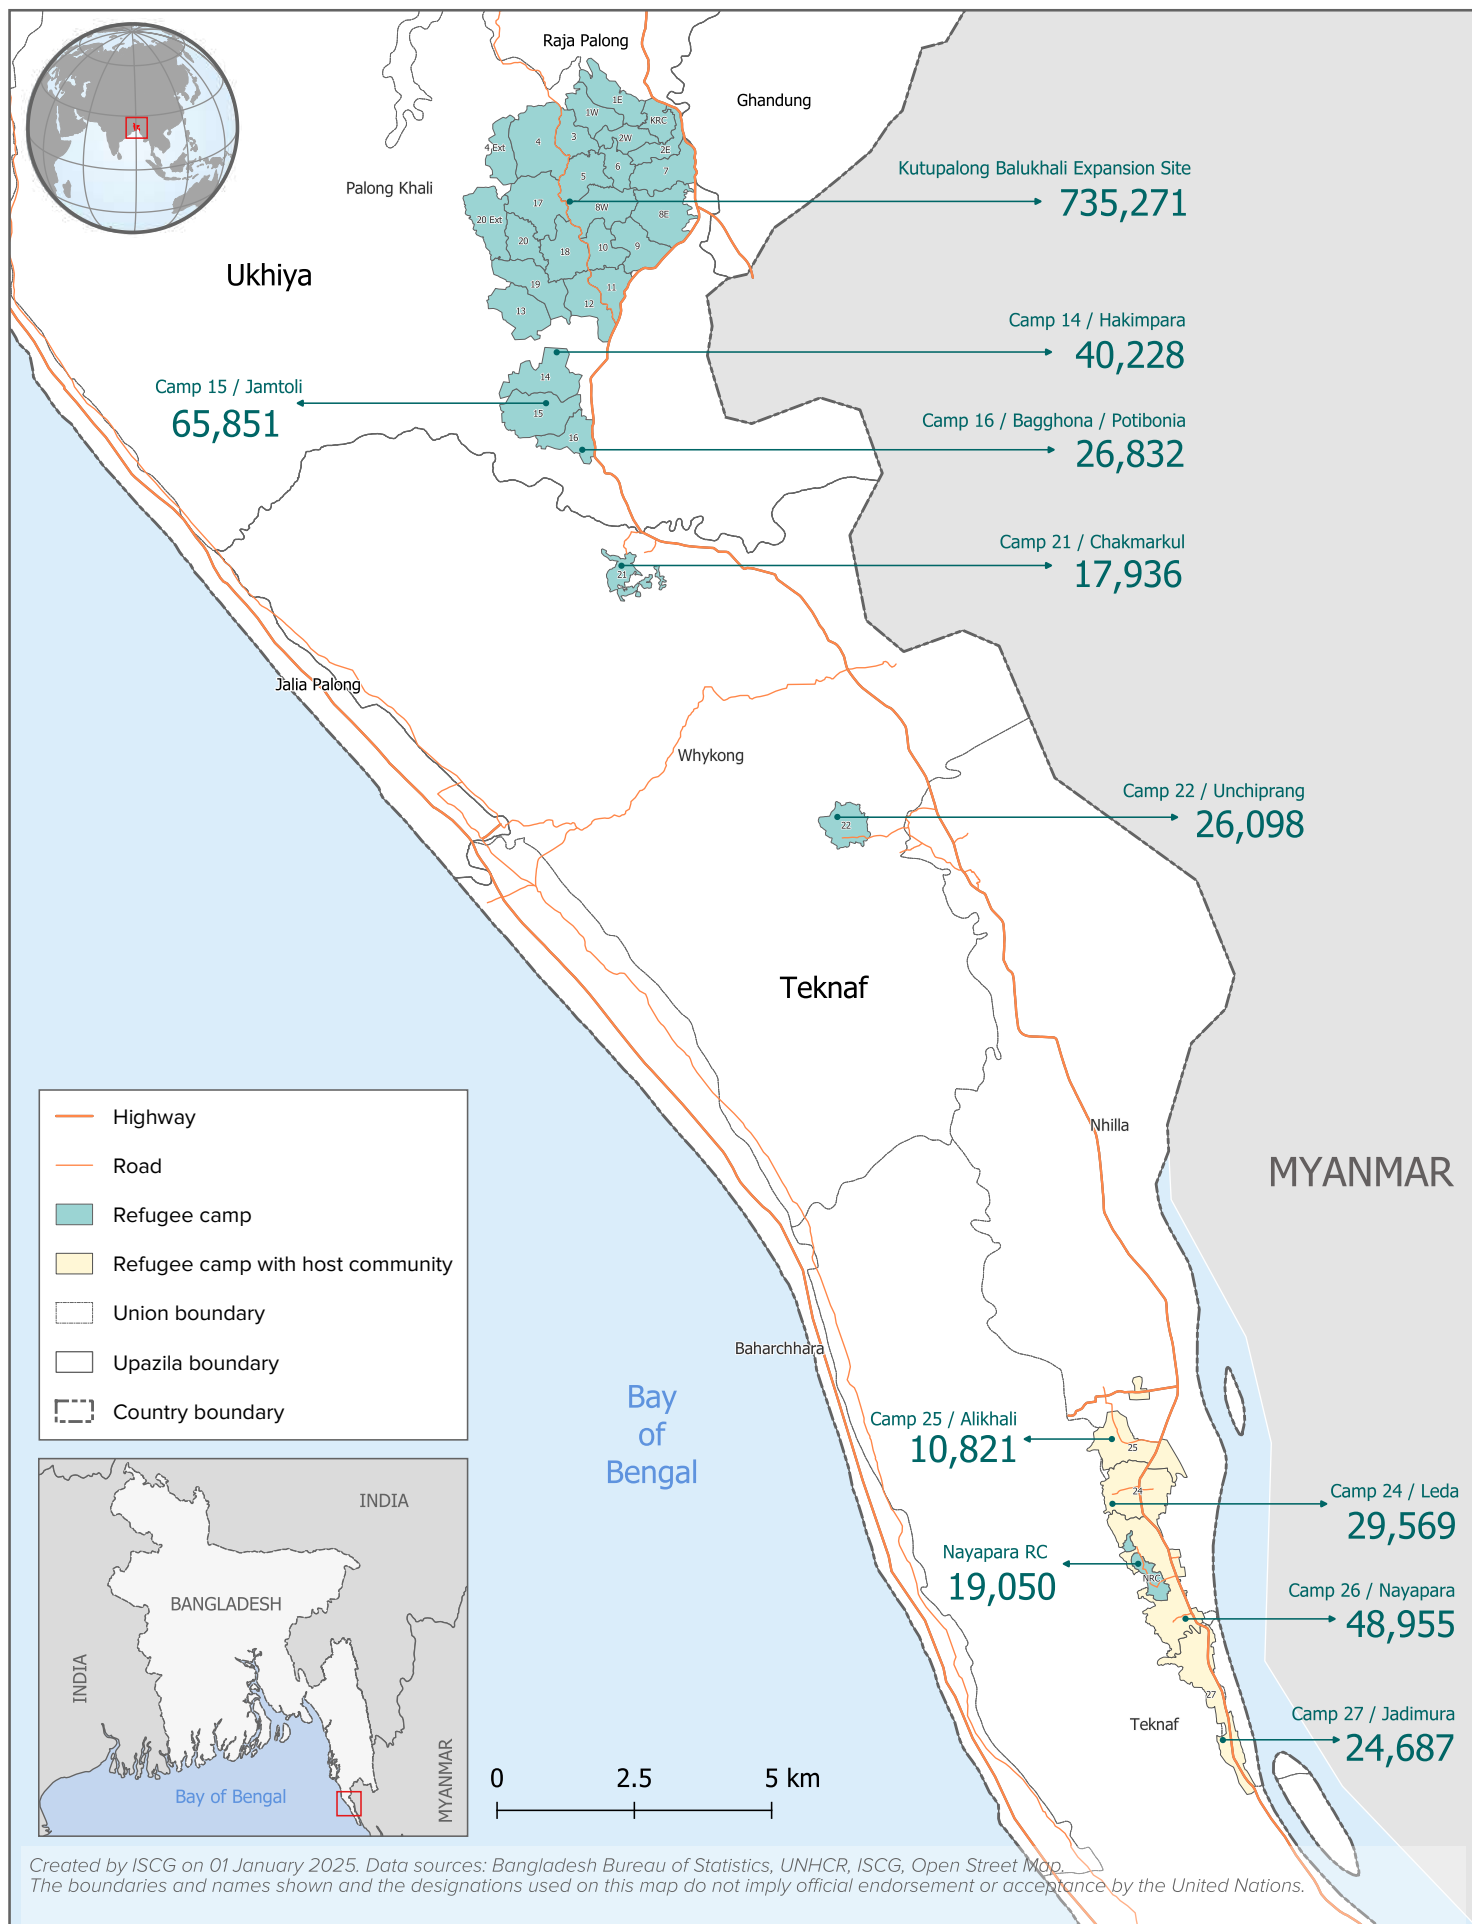 Raja Palong
Ghandung
1E
1W
KRC
3
2W
4
4 Ext
2E
6
7
5
Palong Khali
Kutupalong Balukhali Expansion Site
735,271
17
8W
8E
20 Ext
20
18
10
9
Ukhiya
19
11
12
13
Camp 14 / Hakimpara
40,228
14
Camp 15 / Jamtoli
65,851
15
Camp 16 / Bagghona / Potibonia
26,832
16
Camp 21 / Chakmarkul
17,936
21
Jalia Palong
Whykong
Camp 22 / Unchiprang
26,098
22
Teknaf
Nhilla
MYANMAR
Highway
Road
Refugee camp
Refugee camp with host community
Union boundary
Upazila boundary
Country boundary
Baharchhara
Bay
of
Bengal
Camp 25 / Alikhali
10,821
25
24
Camp 24 / Leda
29,569
Nayapara RC
19,050
NRC
Camp 26 / Nayapara
48,955
27
Teknaf
Camp 27 / Jadimura
24,687
INDIA
BANGLADESH
INDIA
MYANMAR
Bay of Bengal
0 2.5 5 km
Created by ISCG on 01 January 2025. Data sources: Bangladesh Bureau of Statistics, UNHCR, ISCG, Open Street Map.
The boundaries and names shown and the designations used on this map do not imply official endorsement or acceptance by the United Nations.